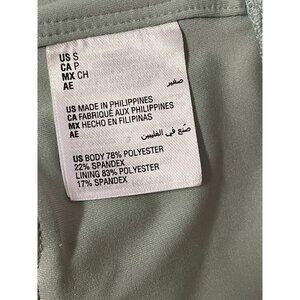 US S
CA P
MX CH
AE صغير
US MADE IN PHILIPPINES
CA FABRIQUÉ AUX PHILIPPINES
MX HECHO EN FILIPINAS
AE صنع في الفلبين
US BODY 78% POLYESTER
22% SPANDEX
LINING 83% POLYESTER
17% SPANDEX